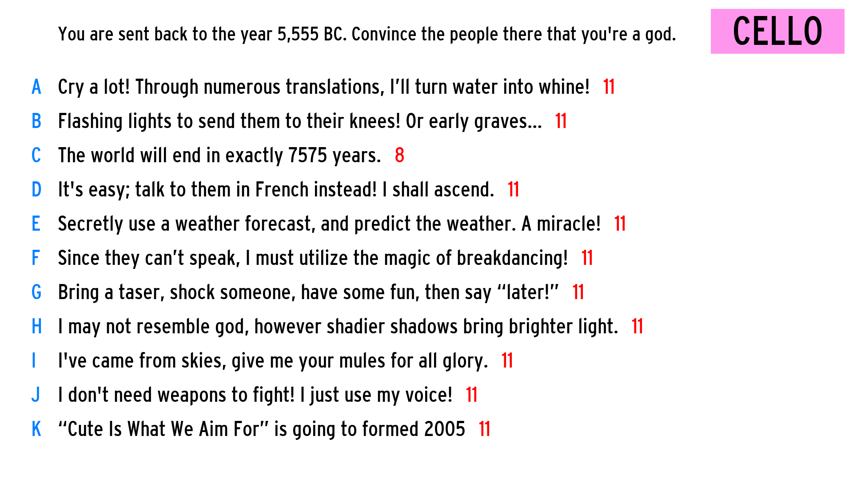 You are sent back to the year 5,555 BC. Convince the people there that you're a god.
CELLO
A Cry a lot! Through numerous translations, I’ll turn water into whine! 11
B Flashing lights to send them to their knees! Or early graves... 11
C The world will end in exactly 7575 years. 8
D It's easy; talk to them in French instead! I shall ascend. 11
E Secretly use a weather forecast, and predict the weather. A miracle! 11
F Since they can’t speak, I must utilize the magic of breakdancing! 11
G Bring a taser, shock someone, have some fun, then say “later!” 11
H I may not resemble god, however shadier shadows bring brighter light. 11
I I've came from skies, give me your mules for all glory. 11
J I don't need weapons to fight! I just use my voice! 11
K “Cute Is What We Aim For” is going to formed 2005 11